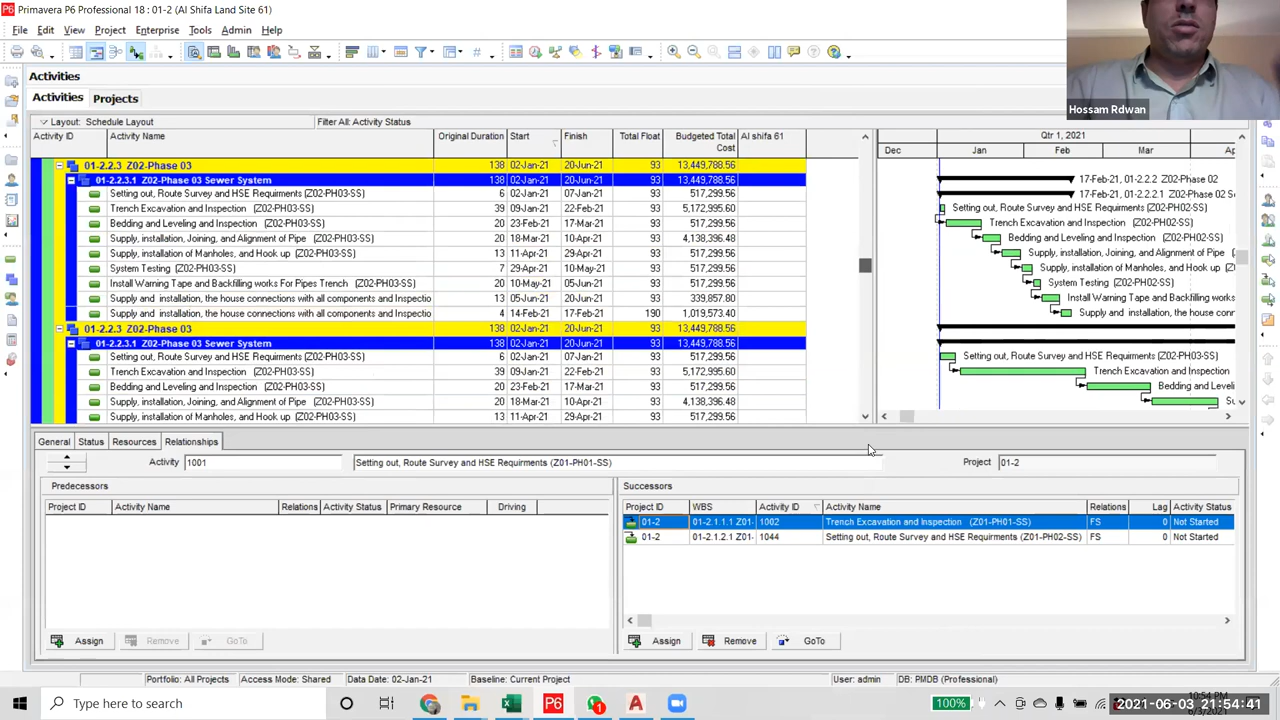 Primavera P6 Professional 18 : 01-2 (Al Shifa Land Site 61)
File Edit View Project Enterprise Tools Admin Help
Activities
Activities Projects
Layout: Schedule Layout Filter All: Activity Status
Activity ID Activity Name Original Duration Start Finish Total Float Budgeted Total Cost Al shifa 61
Qtr 1, 2021
Dec Jan Feb Mar
01-2.2.3 Z02-Phase 03 138 02-Jan-21 20-Jun-21 93 13,449,788.56
01-2.2.3.1 Z02-Phase 03 Sewer System 138 02-Jan-21 20-Jun-21 93 13,449,788.56 17-Feb-21, 01-2.2.2 Z02-Phase 02
Setting out, Route Survey and HSE Requirments (Z02-PH03-SS) 6 02-Jan-21 07-Jan-21 93 517,299.56 17-Feb-21, 01-2.2.2.1 Z02-Phase 02 S
Trench Excavation and Inspection (Z02-PH03-SS) 39 09-Jan-21 22-Feb-21 93 5,172,995.60 Setting out, Route Survey and HSE Requirments (Z02-PH02-SS)
Bedding and Leveling and Inspection (Z02-PH03-SS) 20 23-Feb-21 17-Mar-21 93 517,299.56 Trench Excavation and Inspection (Z02-PH02-SS)
Supply, installation, Joining, and Alignment of Pipe (Z02-PH03-SS) 20 18-Mar-21 10-Apr-21 93 4,138,396.48 Bedding and Leveling and Inspection (Z02-PH02-SS)
Supply, installation of Manholes, and Hook up (Z02-PH03-SS) 13 11-Apr-21 29-Apr-21 93 517,299.56 Supply, installation, Joining, and Alignment of Pipe (Z02
System Testing (Z02-PH03-SS) 7 29-Apr-21 10-May-21 93 517,299.56 Supply, installation of Manholes, and Hook up (Z02-PH
Install Warning Tape and Backfilling works For Pipes Trench (Z02-PH03-SS) 20 10-May-21 05-Jun-21 93 517,299.56 System Testing (Z02-PH02-SS)
Supply and installation, the house connections with all components and Inspectio 13 05-Jun-21 20-Jun-21 93 339,857.80 Install Warning Tape and Backfilling works
Supply and installation, the house connections with all components and Inspectio 4 14-Feb-21 17-Feb-21 190 1,019,573.40 Supply and installation, the house conn
01-2.2.3 Z02-Phase 03 138 02-Jan-21 20-Jun-21 93 13,449,788.56
01-2.2.3.1 Z02-Phase 03 Sewer System 138 02-Jan-21 20-Jun-21 93 13,449,788.56
Setting out, Route Survey and HSE Requirments (Z02-PH03-SS) 6 02-Jan-21 07-Jan-21 93 517,299.56 Setting out, Route Survey and HSE Requirments (Z02-PH03-SS)
Trench Excavation and Inspection (Z02-PH03-SS) 39 09-Jan-21 22-Feb-21 93 5,172,995.60 Trench Excavation and Inspection
Bedding and Leveling and Inspection (Z02-PH03-SS) 20 23-Feb-21 17-Mar-21 93 517,299.56 Bedding and Leveli
Supply, installation, Joining, and Alignment of Pipe (Z02-PH03-SS) 20 18-Mar-21 10-Apr-21 93 4,138,396.48
Supply, installation of Manholes, and Hook up (Z02-PH03-SS) 13 11-Apr-21 29-Apr-21 93 517,299.56
General Status Resources Relationships
Activity 1001 Setting out, Route Survey and HSE Requirments (Z01-PH01-SS) Project 01-2
Predecessors Successors
Project ID Activity Name Relations Activity Status Primary Resource Driving
Project ID WBS Activity ID Activity Name Relations Lag Activity Status
01-2 01-2.1.1.1 Z01- 1002 Trench Excavation and Inspection (Z01-PH01-SS) FS 0 Not Started
01-2 01-2.1.2.1 Z01- 1044 Setting out, Route Survey and HSE Requirments (Z01-PH02-SS) FS 0 Not Started
Assign Remove GoTo Assign Remove GoTo
Portfolio: All Projects Access Mode: Shared Data Date: 02-Jan-21 Baseline: Current Project User: admin DB: PMDB (Professional)
Type here to search
100%
10:54 PM
2021-06-03 21:54:41
Hossam Rdwan